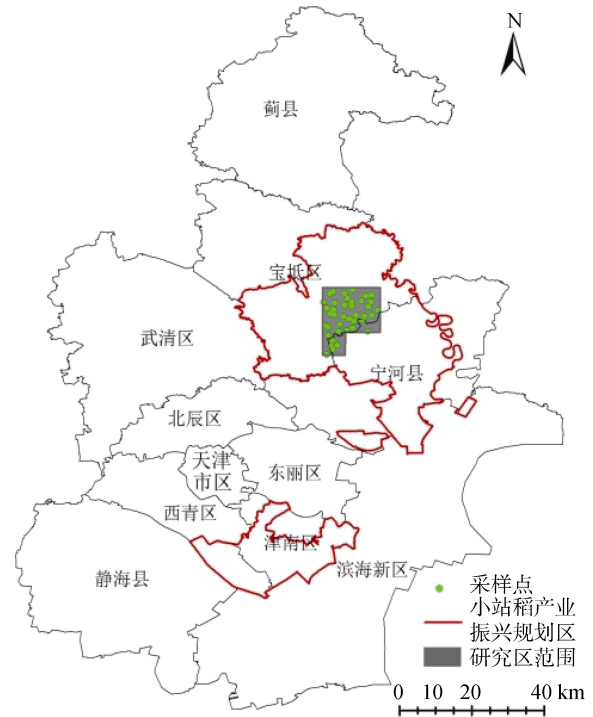 N
蓟县
宝坻区
武清区
宁河县
北辰区
天津
市区
东丽区
西青区
津南区
滨海新区
静海县
采样点
小站稻产业
振兴规划区
研究区范围
0 10 20 40 km